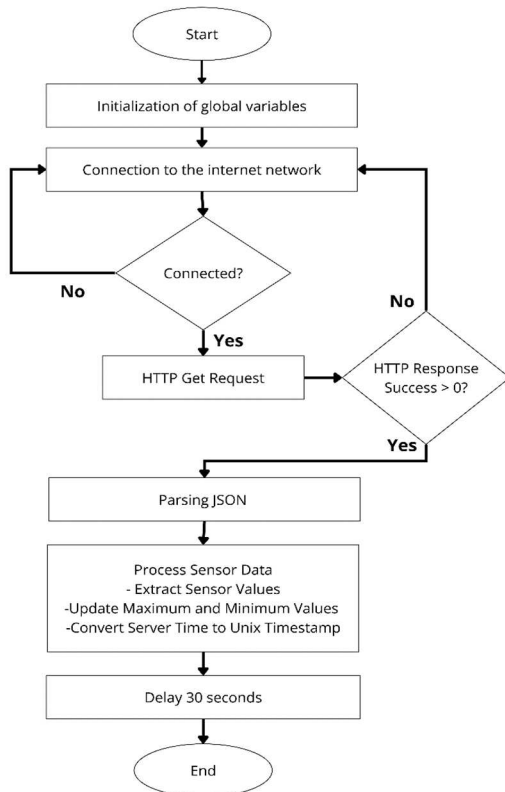 Start
Initialization of global variables
Connection to the internet network
Connected?
No
Yes
No
HTTP Get Request
HTTP Response
Success > 0?
Yes
Parsing JSON
Process Sensor Data
- Extract Sensor Values
-Update Maximum and Minimum Values
-Convert Server Time to Unix Timestamp
Delay 30 seconds
End